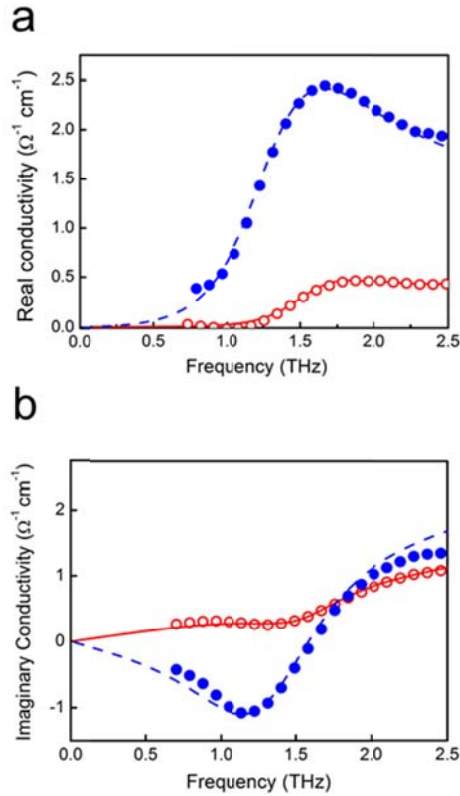 a
Real conductivity (Ω⁻¹ cm⁻¹)
2.5
2.0
1.5
1.0
0.5
0.0
0.0 0.5 1.0 1.5 2.0 2.5
Frequency (THz)
b
Imaginary Conductivity (Ω⁻¹ cm⁻¹)
2
1
0
-1
0.0 0.5 1.0 1.5 2.0 2.5
Frequency (THz)